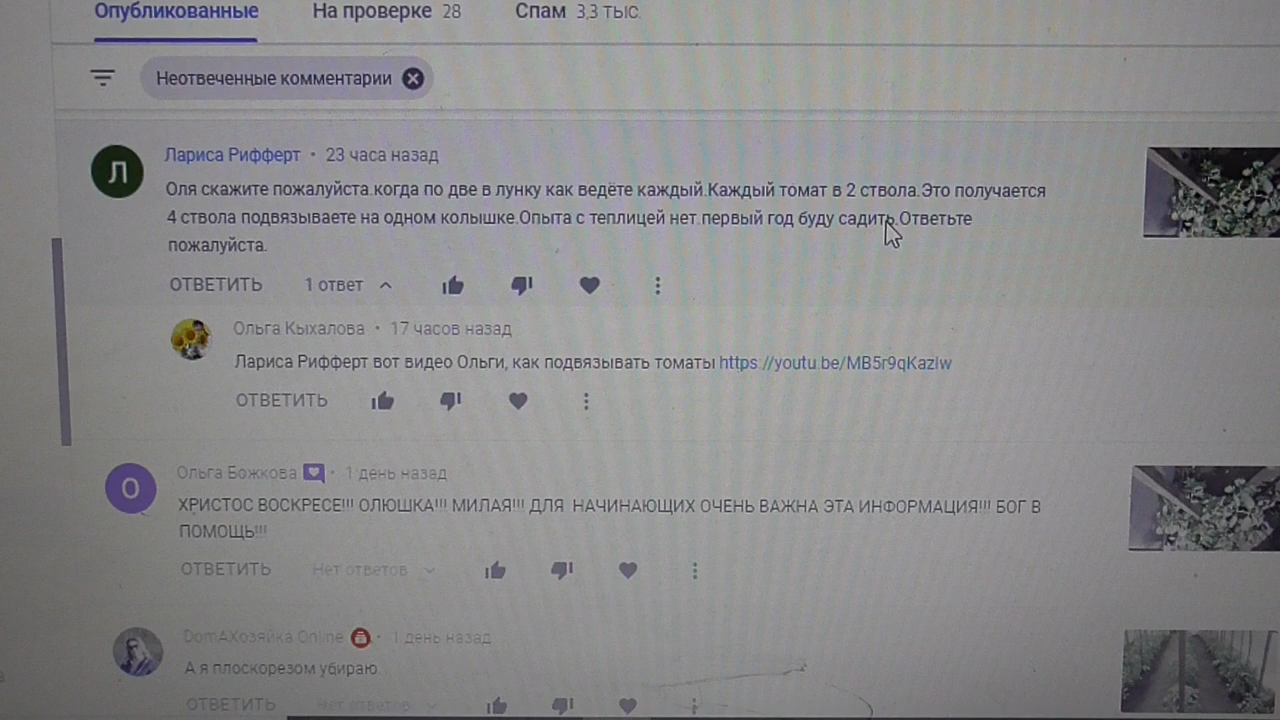 Опубликованные На проверке 28 Спам 3,3 тыс.
Неотвеченные комментарии
Л
Лариса Рифферт • 23 часа назад
Оля скажите пожалуйста.когда по две в лунку как ведёте каждый.Каждый томат в 2 ствола.Это получается
4 ствола подвязываете на одном колышке.Опыта с теплицей нет.первый год буду садить.Ответьте
пожалуйста.
ОТВЕТИТЬ 1 ответ
Ольга Кыхалова • 17 часов назад
Лариса Рифферт вот видео Ольги, как подвязывать томаты https://youtu.be/MB5r9qKazIw
ОТВЕТИТЬ
О
Ольга Божкова • 1 день назад
ХРИСТОС ВОСКРЕСЕ!!! ОЛЮШКА!!! МИЛАЯ!!! ДЛЯ НАЧИНАЮЩИХ ОЧЕНЬ ВАЖНА ЭТА ИНФОРМАЦИЯ!!! БОГ В
ПОМОЩЬ!!!
ОТВЕТИТЬ Нет ответов
DomAXозяйка Online • 1 день назад
А я плоскорезом убираю.
ОТВЕТИТЬ Нет ответов